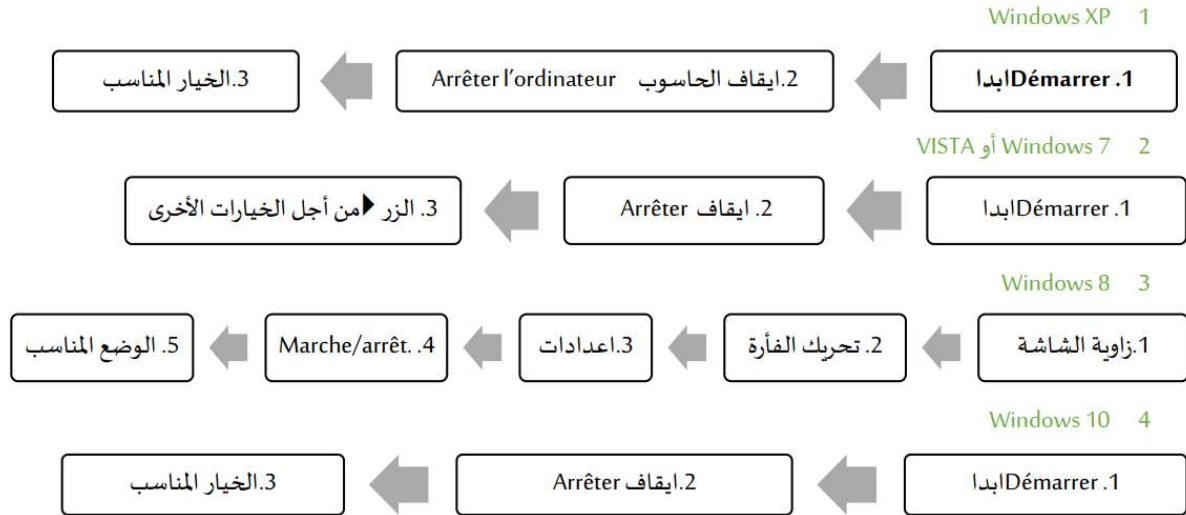 1 Windows XP
1. Démarrer ابدا
2.ايقاف الحاسوب Arrêter l'ordinateur
3.الخيار المناسب
2 Windows 7 أو VISTA
1. Démarrer ابدا
2. ايقاف Arrêter
3. الزر ▶ من أجل الخيارات الأخرى
3 Windows 8
1.زاوية الشاشة
2. تحريك الفأرة
3.اعدادات
4. Marche/arrêt.
5. الوضع المناسب
4 Windows 10
1. Démarrer ابدا
2.ايقاف Arrêter
3.الخيار المناسب